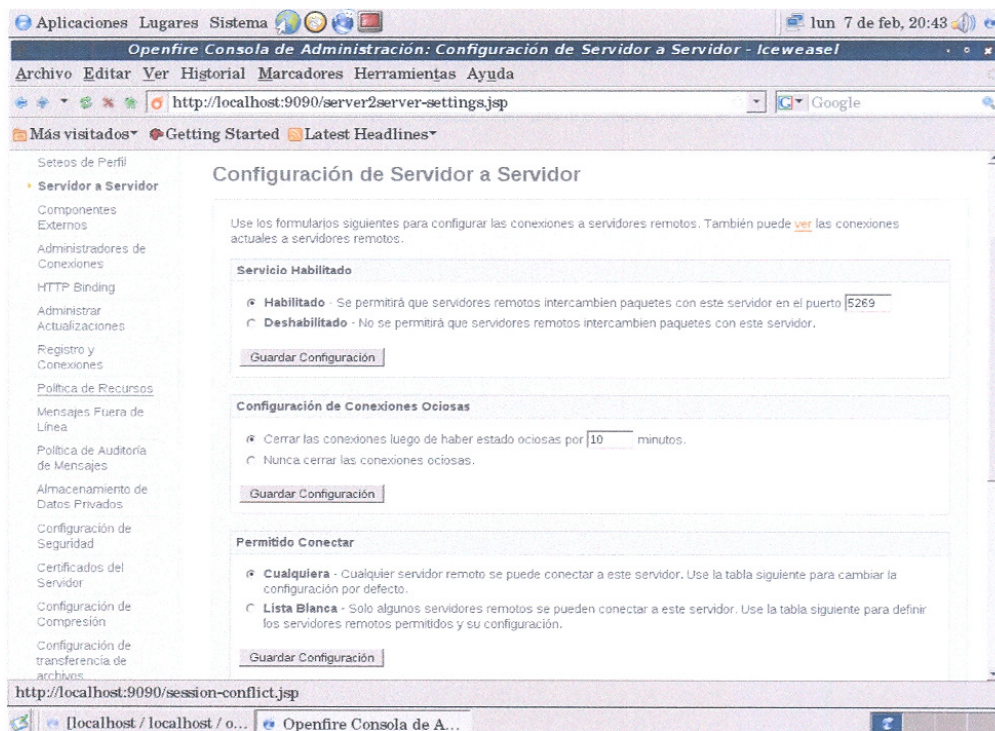 Aplicaciones Lugares Sistema
lun 7 de feb, 20:43
Openfire Consola de Administración: Configuración de Servidor a Servidor - Iceweasel
Archivo Editar Ver Historial Marcadores Herramientas Ayuda
http://localhost:9090/server2server-settings.jsp
Google
Más visitados Getting Started Latest Headlines
Seteos de Perfil
Servidor a Servidor
Componentes
Externos
Administradores de
Conexiones
HTTP Binding
Administrar
Actualizaciones
Registro y
Conexiones
Política de Recursos
Mensajes Fuera de
Línea
Política de Auditoría
de Mensajes
Almacenamiento de
Datos Privados
Configuración de
Seguridad
Certificados del
Servidor
Configuración de
Compresión
Configuración de
transferencia de
archivos
Configuración de Servidor a Servidor
Use los formularios siguientes para configurar las conexiones a servidores remotos. También puede ver las conexiones
actuales a servidores remotos.
Servicio Habilitado
Habilitado - Se permitirá que servidores remotos intercambien paquetes con este servidor en el puerto 5269
Deshabilitado - No se permitirá que servidores remotos intercambien paquetes con este servidor.
Guardar Configuración
Configuración de Conexiones Ociosas
Cerrar las conexiones luego de haber estado ociosas por 10 minutos.
Nunca cerrar las conexiones ociosas.
Guardar Configuración
Permitido Conectar
Cualquiera - Cualquier servidor remoto se puede conectar a este servidor. Use la tabla siguiente para cambiar la
configuración por defecto.
Lista Blanca - Solo algunos servidores remotos se pueden conectar a este servidor. Use la tabla siguiente para definir
los servidores remotos permitidos y su configuración.
Guardar Configuración
http://localhost:9090/session-conflict.jsp
[localhost / localhost / o...
Openfire Consola de A...